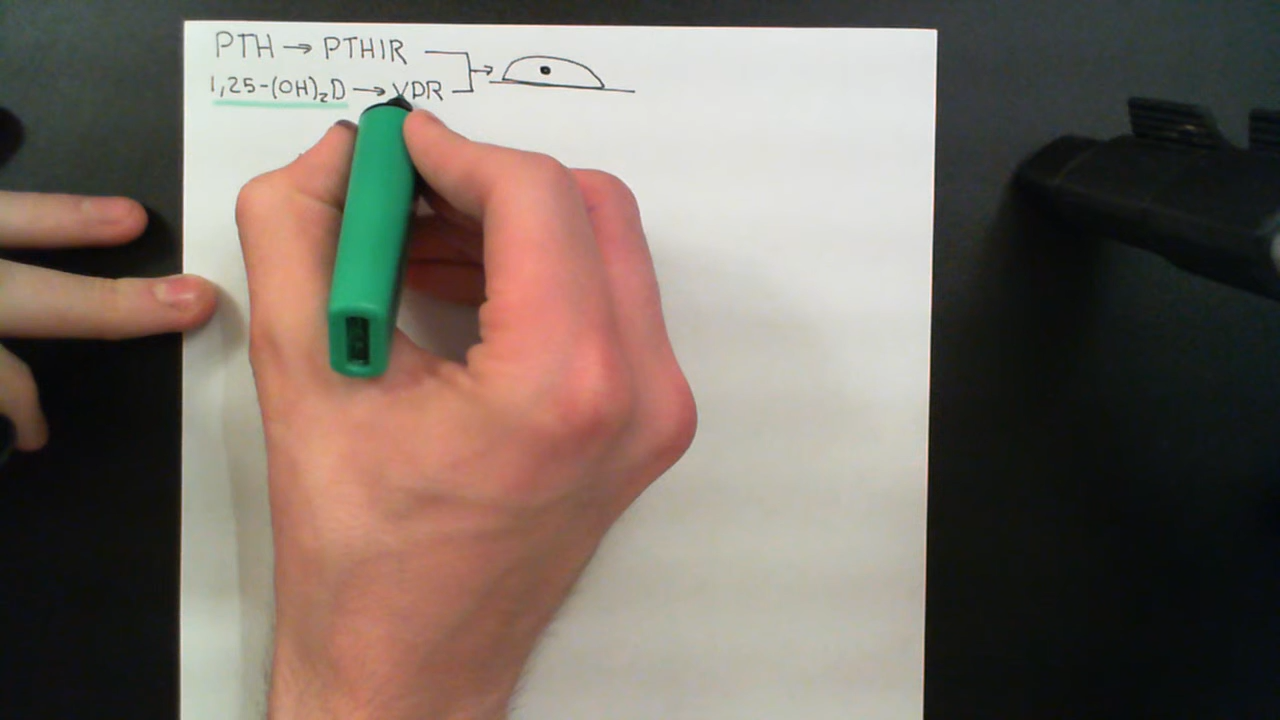 PTH → PTH1R
1,25-(OH)₂D → VDR